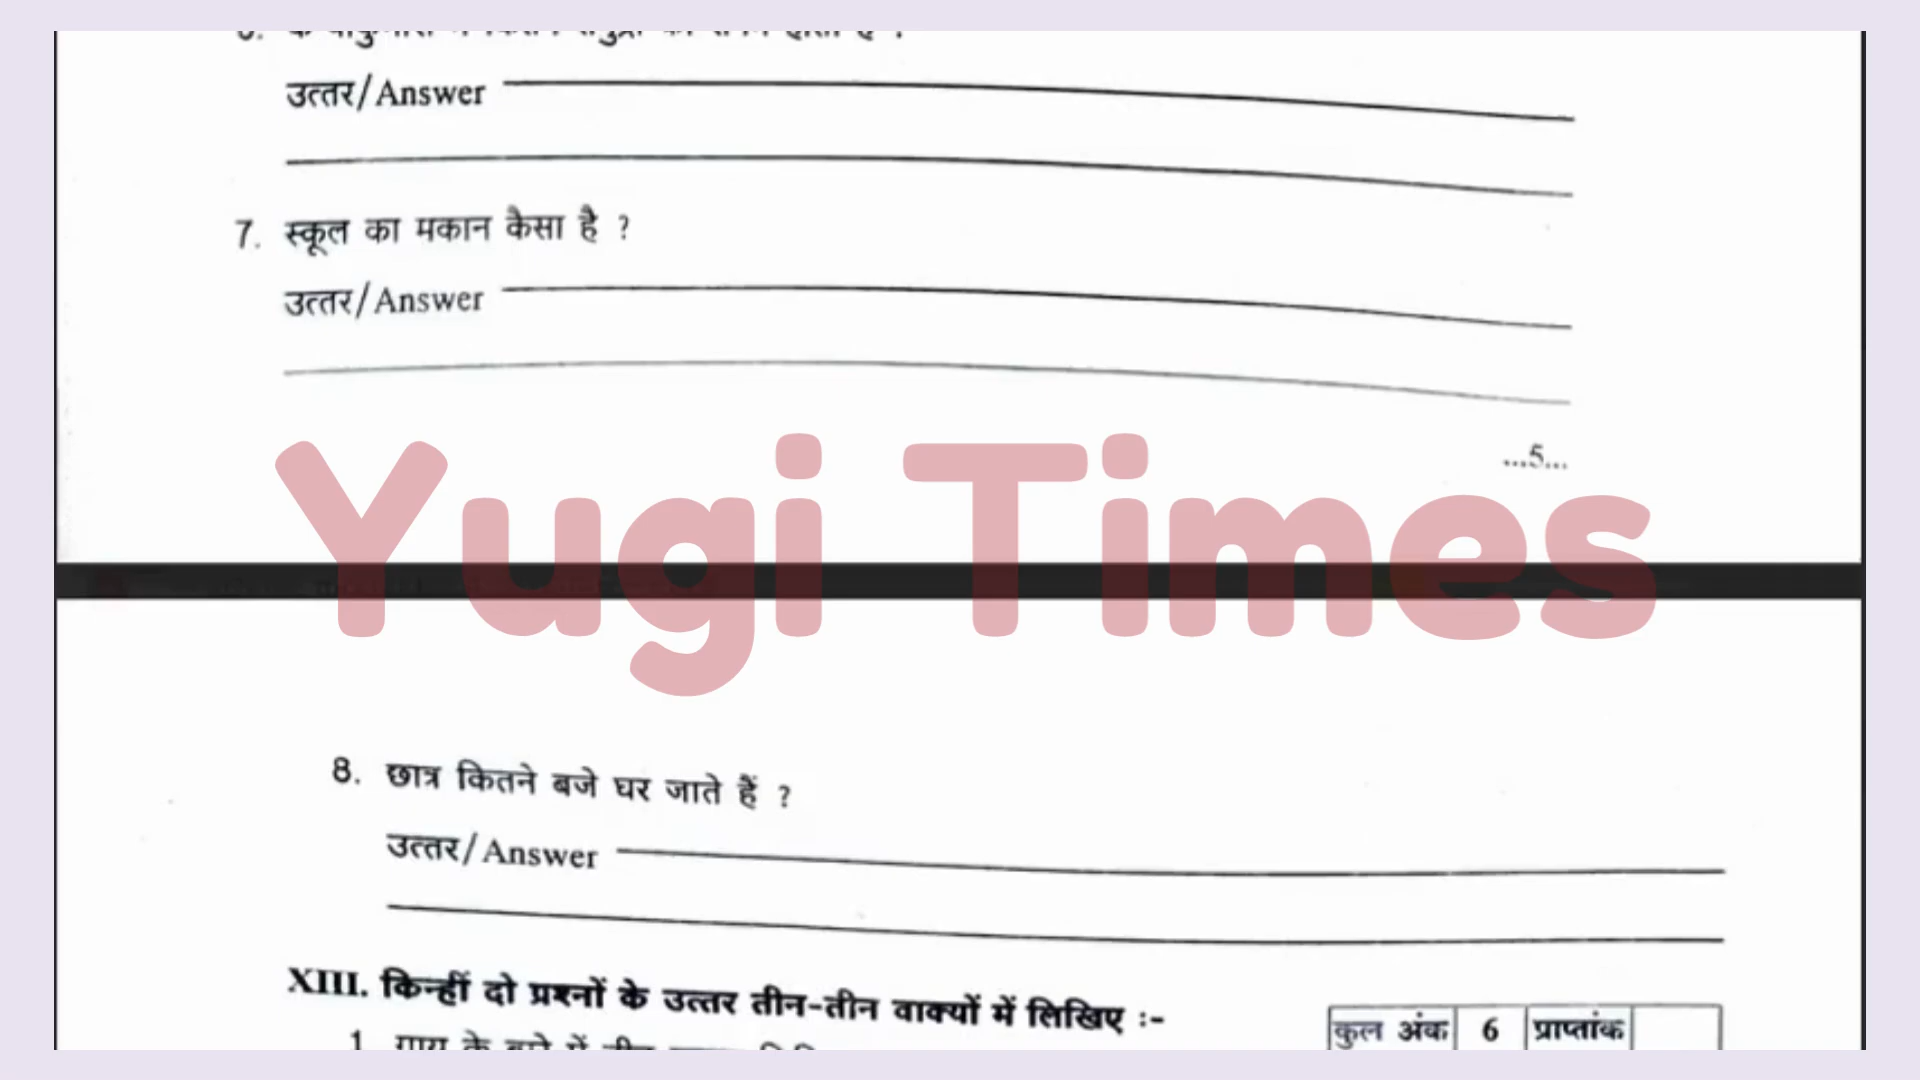 उत्तर/Answer
7. स्कूल का मकान कैसा है ?
उत्तर/Answer
...5...
Yugi Times
8. छात्र कितने बजे घर जाते हैं ?
उत्तर/Answer
XIII. किन्हीं दो प्रश्नों के उत्तर तीन-तीन वाक्यों में लिखिए :-
कुल अंक 6 प्राप्तांक
1. गाय के बारे में तीन